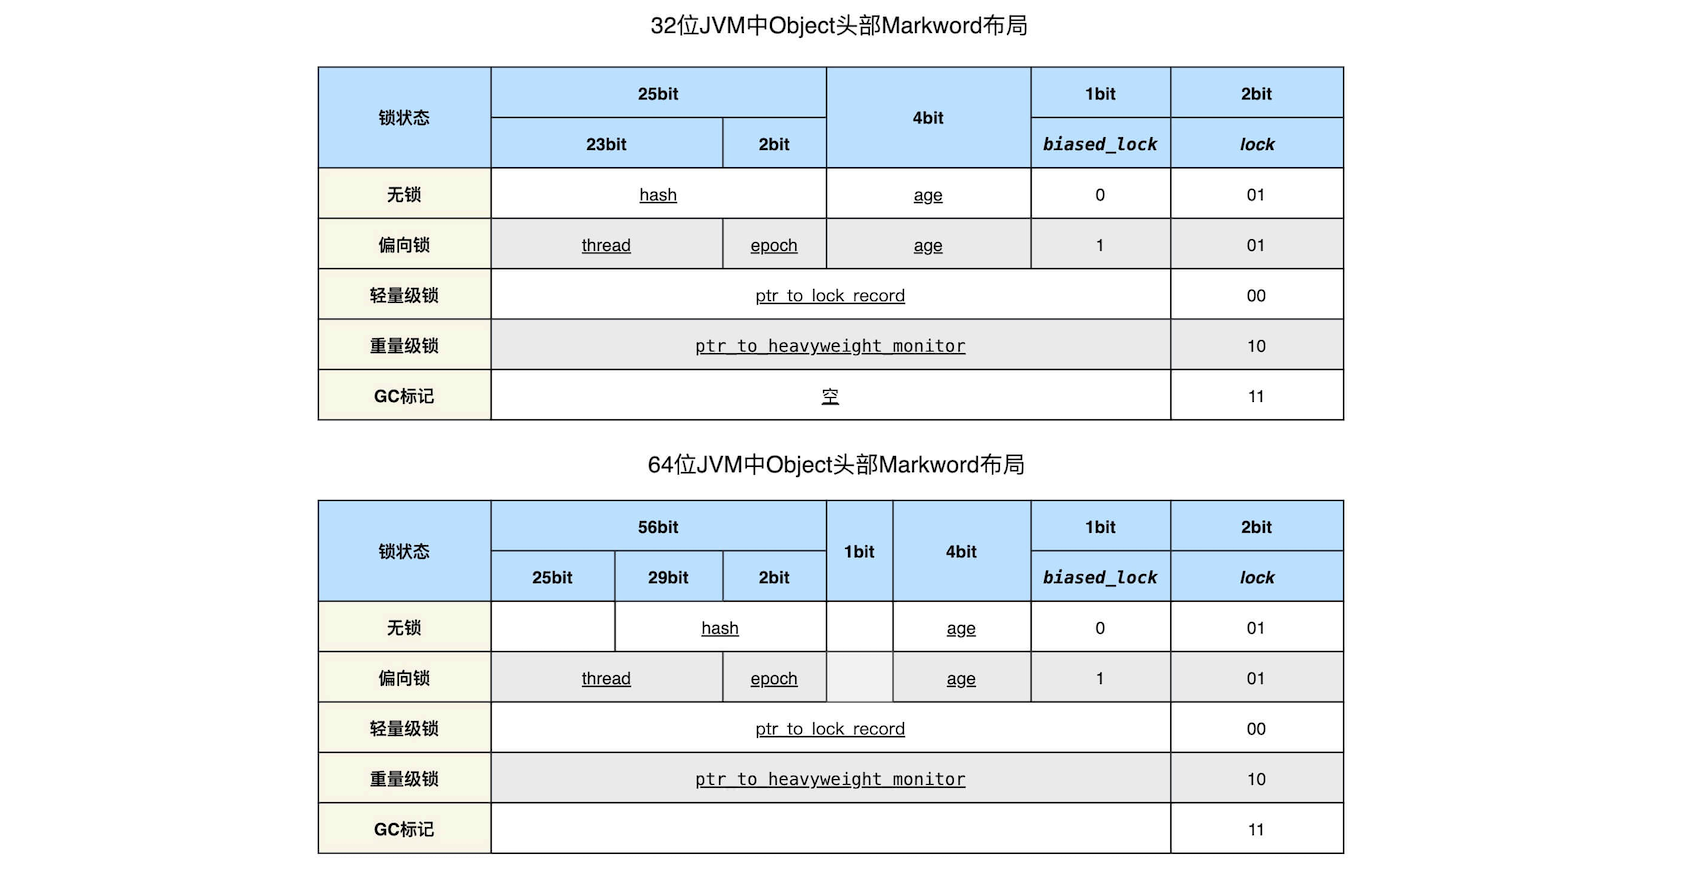 32位JVM中Object头部Markword布局
锁状态 25bit 4bit 1bit 2bit
23bit 2bit biased_lock lock
无锁 hash age 0 01
偏向锁 thread epoch age 1 01
轻量级锁 ptr_to_lock_record 00
重量级锁 ptr_to_heavyweight_monitor 10
GC标记 空 11
64位JVM中Object头部Markword布局
锁状态 56bit 1bit 4bit 1bit 2bit
25bit 29bit 2bit biased_lock lock
无锁 hash age 0 01
偏向锁 thread epoch age 1 01
轻量级锁 ptr_to_lock_record 00
重量级锁 ptr_to_heavyweight_monitor 10
GC标记 11